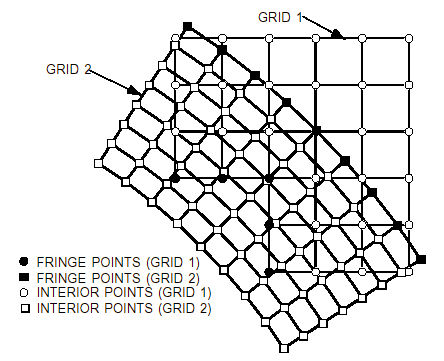 GRID 1
GRID 2
FRINGE POINTS (GRID 1)
FRINGE POINTS (GRID 2)
INTERIOR POINTS (GRID 1)
INTERIOR POINTS (GRID 2)